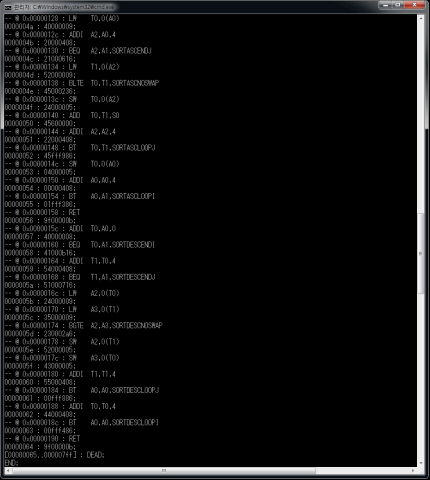 관리자: C:\Windows\system32\cmd.exe
-- @ 0x00000128 : LW T0,0(A0)
0000004a : 40000009;
-- @ 0x0000012c : ADDI A2,A0,4
0000004b : 20000408;
-- @ 0x00000130 : BEQ A2,A1,SORTASCENDJ
0000004c : 21000616;
-- @ 0x00000134 : LW T1,0(A2)
0000004d : 52000009;
-- @ 0x00000138 : BLTE T0,T1,SORTASCNOSWAP
0000004e : 45000236;
-- @ 0x0000013c : SW T0,0(A2)
0000004f : 24000005;
-- @ 0x00000140 : ADD T0,T1,S0
00000050 : 45600000;
-- @ 0x00000144 : ADDI A2,A2,4
00000051 : 22000408;
-- @ 0x00000148 : BT T0,T1,SORTASCLOOPJ
00000052 : 45fff986;
-- @ 0x0000014c : SW T0,0(A0)
00000053 : 04000005;
-- @ 0x00000150 : ADDI A0,A0,4
00000054 : 00000408;
-- @ 0x00000154 : BT A0,A1,SORTASCLOOPI
00000055 : 01fff386;
-- @ 0x00000158 : RET
00000056 : 9f00000b;
-- @ 0x0000015c : ADDI T0,A0,0
00000057 : 40000008;
-- @ 0x00000160 : BEQ T0,A1,SORTDESCENDI
00000058 : 41000b16;
-- @ 0x00000164 : ADDI T1,T0,4
00000059 : 54000408;
-- @ 0x00000168 : BEQ T1,A1,SORTDESCENDJ
0000005a : 51000716;
-- @ 0x0000016c : LW A2,0(T0)
0000005b : 24000009;
-- @ 0x00000170 : LW A3,0(T1)
0000005c : 35000009;
-- @ 0x00000174 : BGTE A2,A3,SORTDESCNOSWAP
0000005d : 230002a6;
-- @ 0x00000178 : SW A2,0(T1)
0000005e : 52000005;
-- @ 0x0000017c : SW A3,0(T0)
0000005f : 43000005;
-- @ 0x00000180 : ADDI T1,T1,4
00000060 : 55000408;
-- @ 0x00000184 : BT A0,A0,SORTDESCLOOPJ
00000061 : 00fff886;
-- @ 0x00000188 : ADDI T0,T0,4
00000062 : 44000408;
-- @ 0x0000018c : BT A0,A0,SORTDESCLOOPI
00000063 : 00fff486;
-- @ 0x00000190 : RET
00000064 : 9f00000b;
[00000065..000007ff] : DEAD;
END;